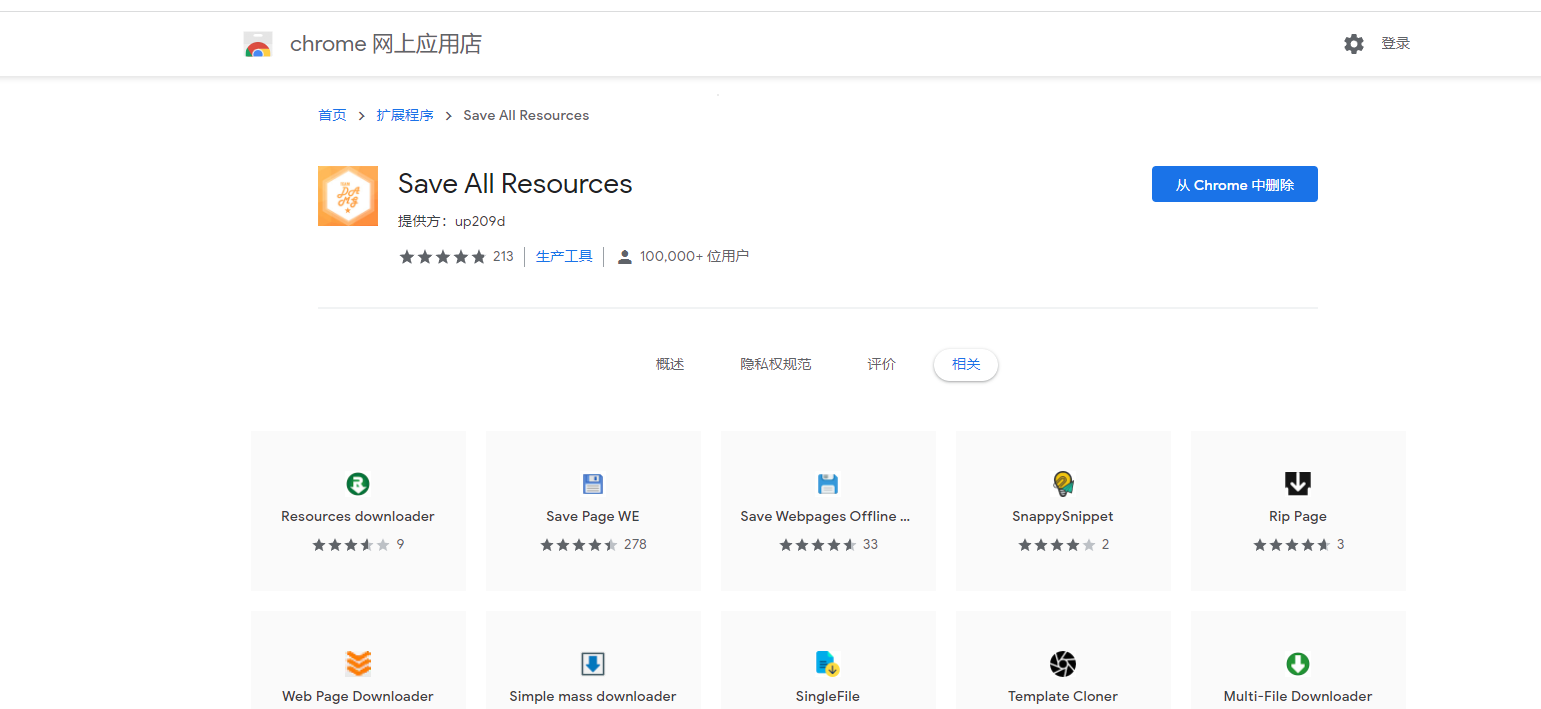 chrome 网上应用店
登录
首页 > 扩展程序 > Save All Resources
Save All Resources
从 Chrome 中删除
提供方：up209d
213 生产工具 100,000+ 位用户
概述 隐私权规范 评价 相关
Resources downloader
9
Save Page WE
278
Save Webpages Offline ...
33
SnappySnippet
2
Rip Page
3
Web Page Downloader
Simple mass downloader
SingleFile
Template Cloner
Multi-File Downloader